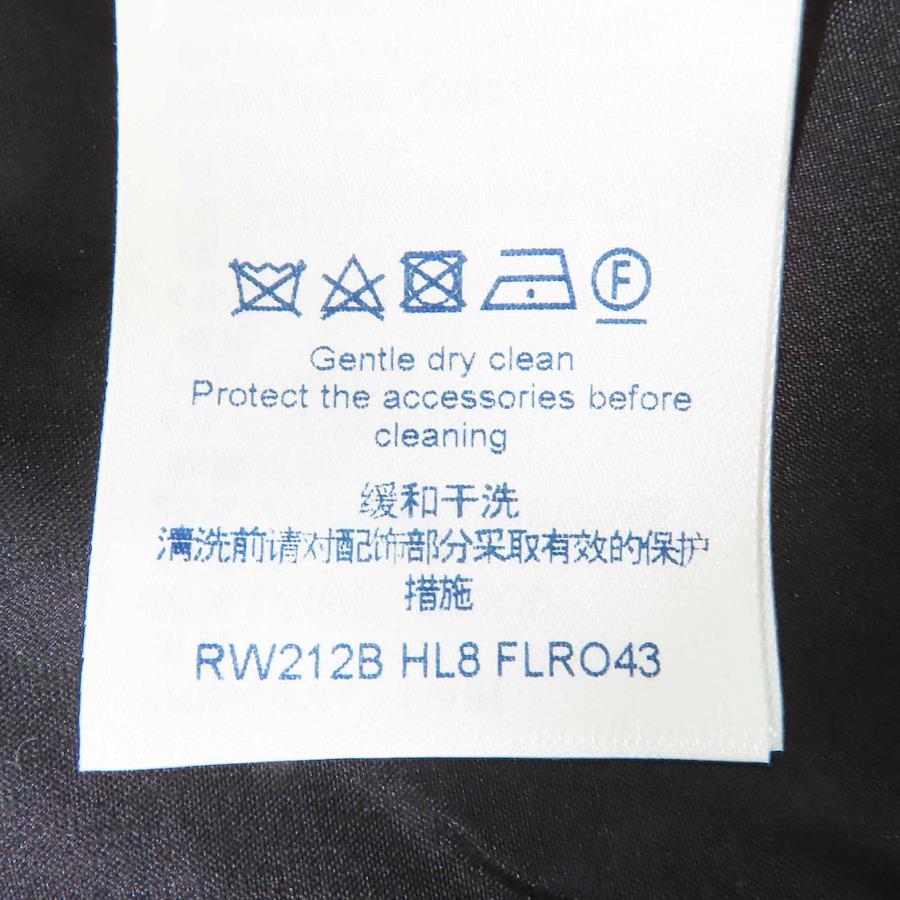 F
Gentle dry clean
Protect the accessories before
cleaning
缓和干洗
清洗前请对配饰部分采取有效的保护
措施
RW212B HL8 FLRO43